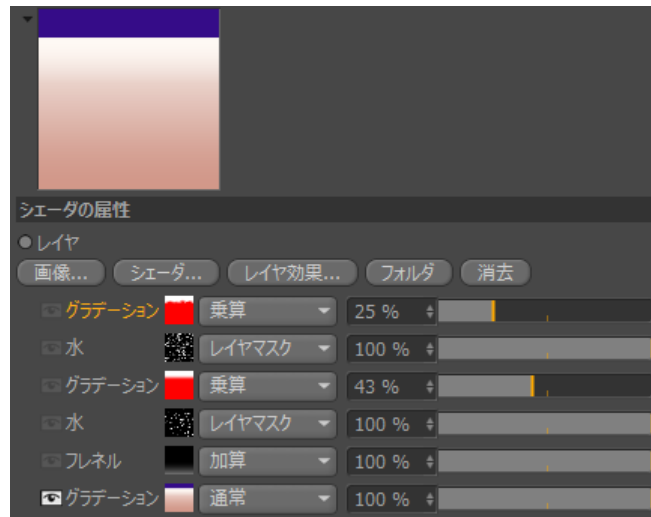 シェーダの属性
レイヤ
画像... シェーダ... レイヤ効果... フォルダ 消去
グラデーション 乗算 25 %
水 レイヤマスク 100 %
グラデーション 乗算 43 %
水 レイヤマスク 100 %
フレネル 加算 100 %
グラデーション 通常 100 %